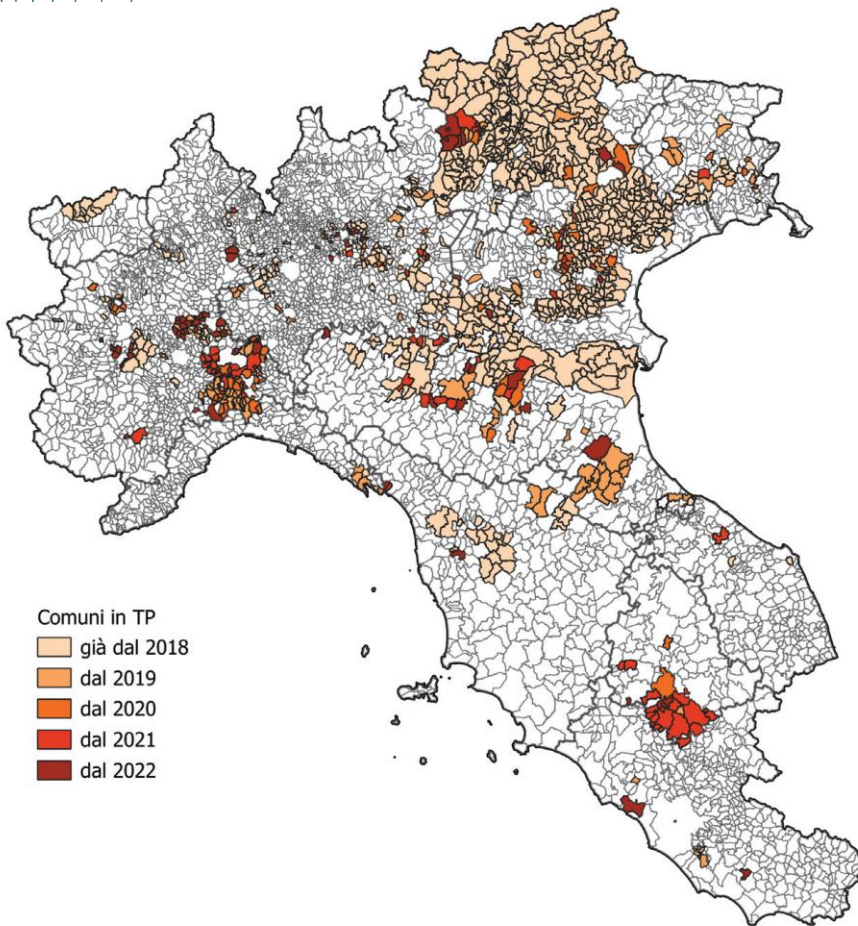 Comuni in TP
già dal 2018
dal 2019
dal 2020
dal 2021
dal 2022